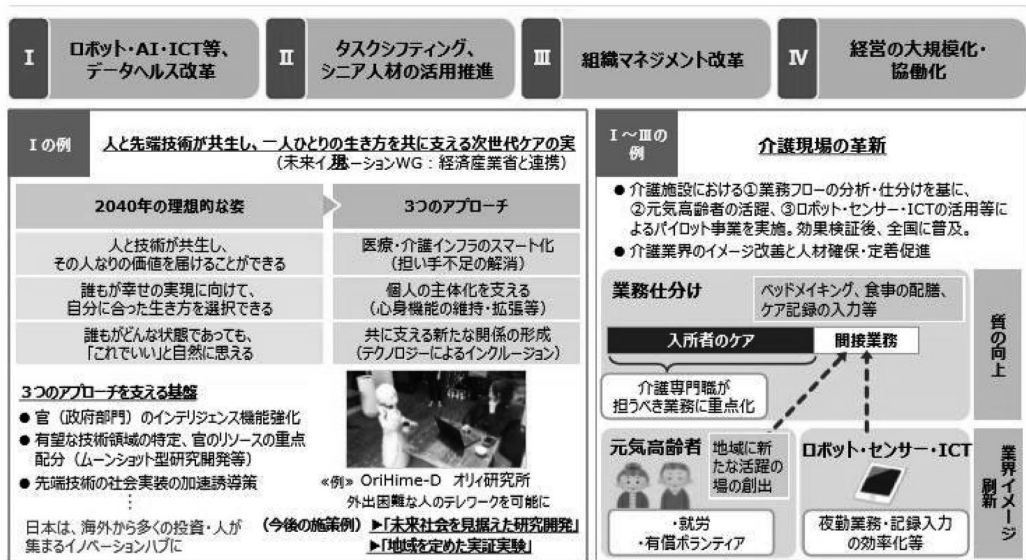 Ⅰ
ロボット・AI・ICT等、
データヘルス改革
Ⅱ
タスクシフティング、
シニア人材の活用推進
Ⅲ
組織マネジメント改革
Ⅳ
経営の大規模化・
協働化
Ⅰの例
人と先端技術が共生し、一人ひとりの生き方を共に支える次世代ケアの実
現
（未来イノベーションWG：経済産業省と連携）
2040年の理想的な姿
3つのアプローチ
人と技術が共生し、
その人なりの価値を届けることができる
医療・介護インフラのスマート化
（担い手不足の解消）
誰もが幸せの実現に向けて、
自分に合った生き方を選択できる
個人の主体化を支える
（心身機能の維持・拡張等）
誰もがどんな状態であっても、
「これでいい」と自然に思える
共に支える新たな関係の形成
（テクノロジーによるインクルージョン）
3つのアプローチを支える基盤
● 官（政府部門）のインテリジェンス機能強化
● 有望な技術領域の特定、官のリソースの重点
配分（ムーンショット型研究開発等）
● 先端技術の社会実装の加速誘導策
⋮
日本は、海外から多くの投資・人が
集まるイノベーションハブに
≪例≫ OriHime-D オリィ研究所
外出困難な人のテレワークを可能に
（今後の施策例）▶「未来社会を見据えた研究開発」
▶「地域を定めた実証実験」
Ⅰ～Ⅲの
例
介護現場の革新
● 介護施設における①業務フローの分析・仕分けを基に、
②元気高齢者の活躍、③ロボット・センサー・ICTの活用等に
よるパイロット事業を実施。効果検証後、全国に普及。
● 介護業界のイメージ改善と人材確保・定着促進
業務仕分け
ベッドメイキング、食事の配膳、
ケア記録の入力等
入所者のケア
間接業務
介護専門職が
担うべき業務に重点化
質の向上
元気高齢者
地域に新
たな活躍の
場の創出
・就労
・有償ボランティア
ロボット・センサー・ICT
夜勤業務・記録入力
の効率化等
業界イメージ
刷新